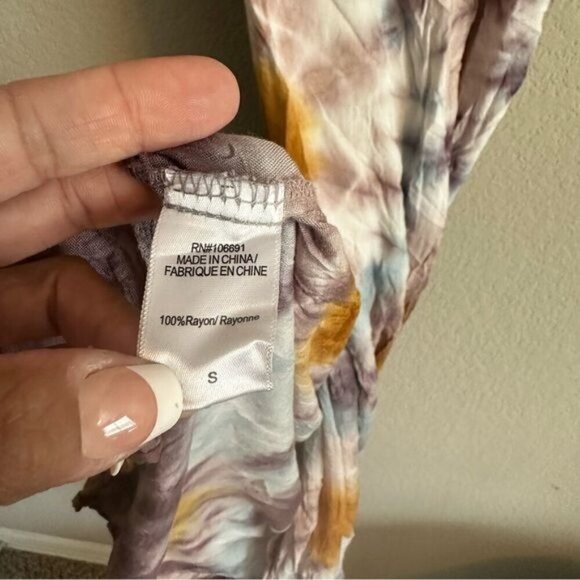 RN#106691
MADE IN CHINA/
FABRIQUE EN CHINE
100%Rayon/ Rayonne
S